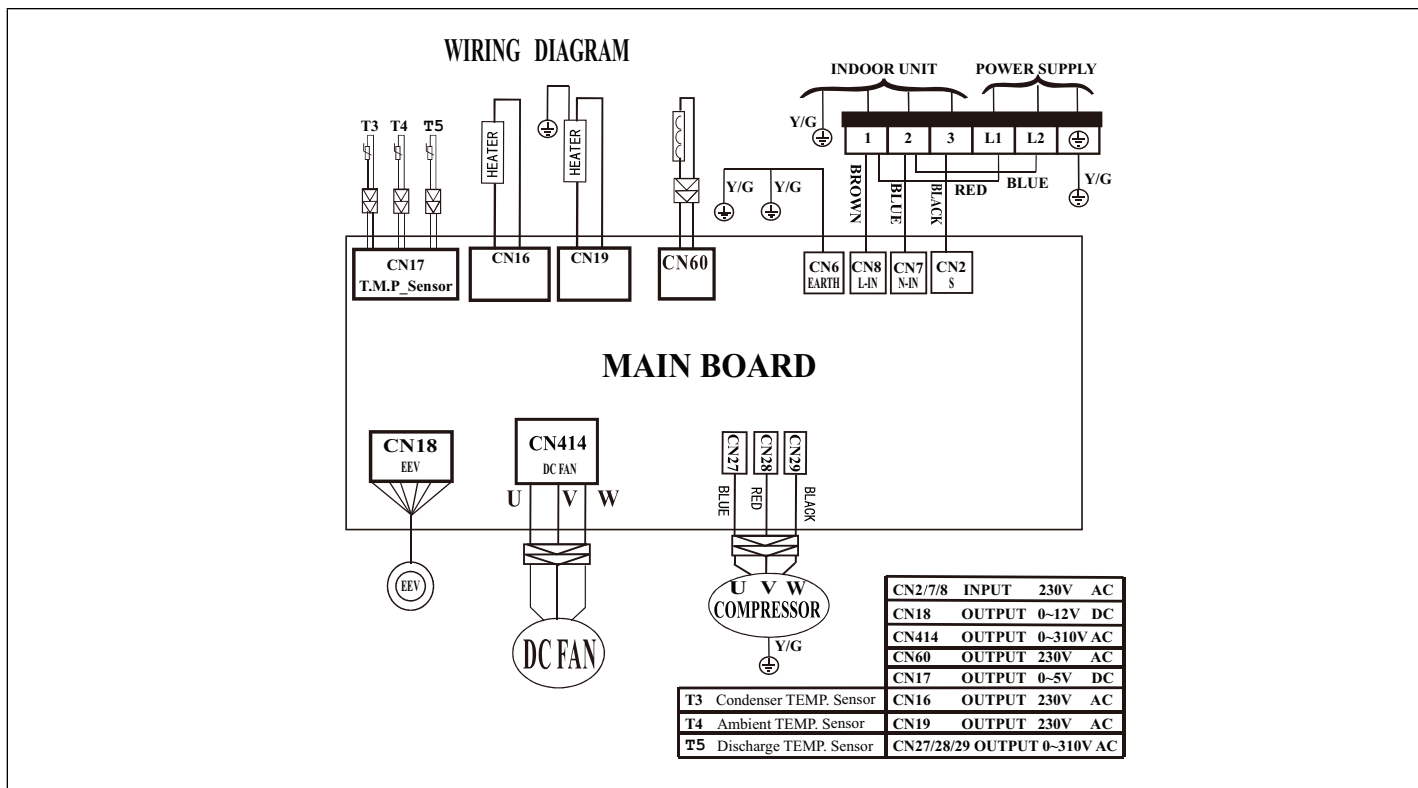 WIRING DIAGRAM
INDOOR UNIT POWER SUPPLY
T3 T4 T5
HEATER HEATER
Y/G
1 2 3 L1 L2
Y/G Y/G
BROWN BLUE BLACK RED BLUE Y/G
CN17
T.M.P_Sensor
CN16 CN19 CN60
CN6
EARTH
CN8
L-IN
CN7
N-IN
CN2
S
MAIN BOARD
CN18
EEV
CN414
DC FAN
CN27 CN28 CN29
U V W
BLUE RED BLACK
EEV
DC FAN
U V W
COMPRESSOR
Y/G
CN2/7/8 INPUT 230V AC
CN18 OUTPUT 0~12V DC
CN414 OUTPUT 0~310V AC
CN60 OUTPUT 230V AC
CN17 OUTPUT 0~5V DC
T3 Condenser TEMP. Sensor CN16 OUTPUT 230V AC
T4 Ambient TEMP. Sensor CN19 OUTPUT 230V AC
T5 Discharge TEMP. Sensor CN27/28/29 OUTPUT 0~310V AC